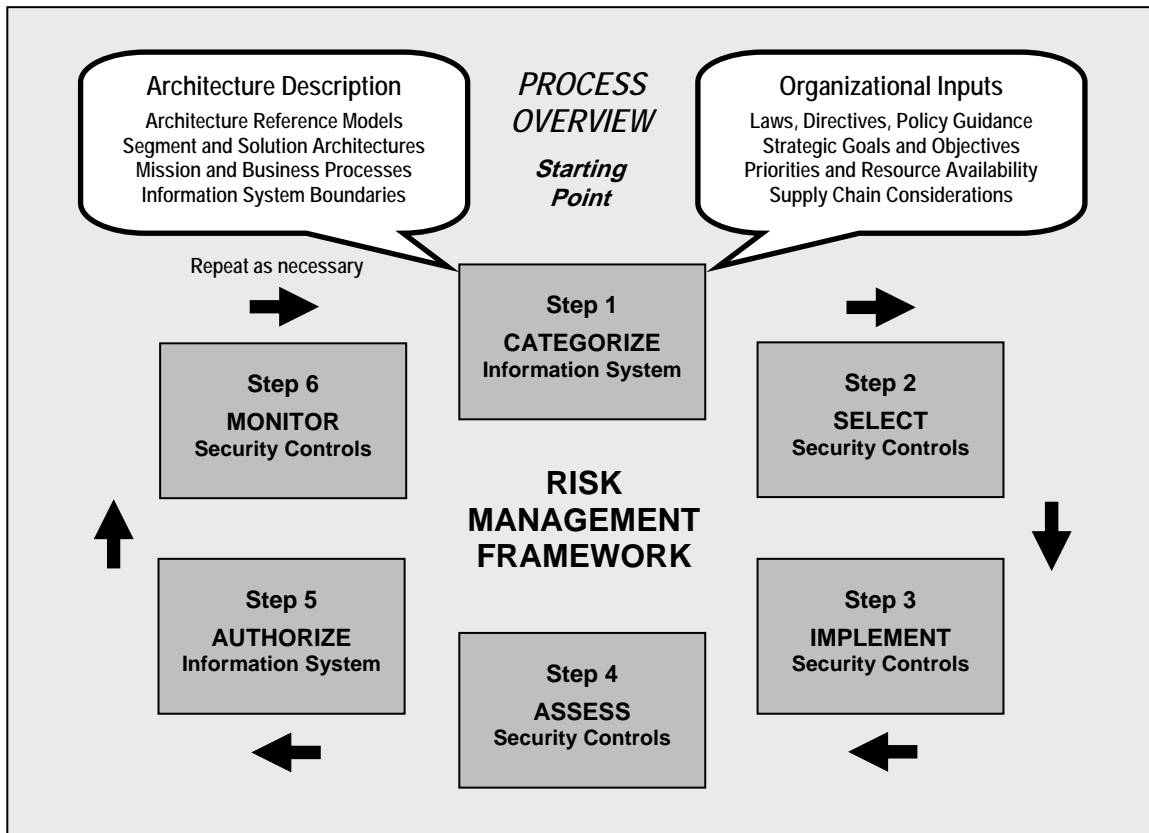 Architecture Description
Architecture Reference Models
Segment and Solution Architectures
Mission and Business Processes
Information System Boundaries
PROCESS
OVERVIEW
Starting
Point
Organizational Inputs
Laws, Directives, Policy Guidance
Strategic Goals and Objectives
Priorities and Resource Availability
Supply Chain Considerations
Repeat as necessary
Step 1
CATEGORIZE
Information System
Step 2
SELECT
Security Controls
Step 3
IMPLEMENT
Security Controls
Step 4
ASSESS
Security Controls
Step 5
AUTHORIZE
Information System
Step 6
MONITOR
Security Controls
RISK
MANAGEMENT
FRAMEWORK